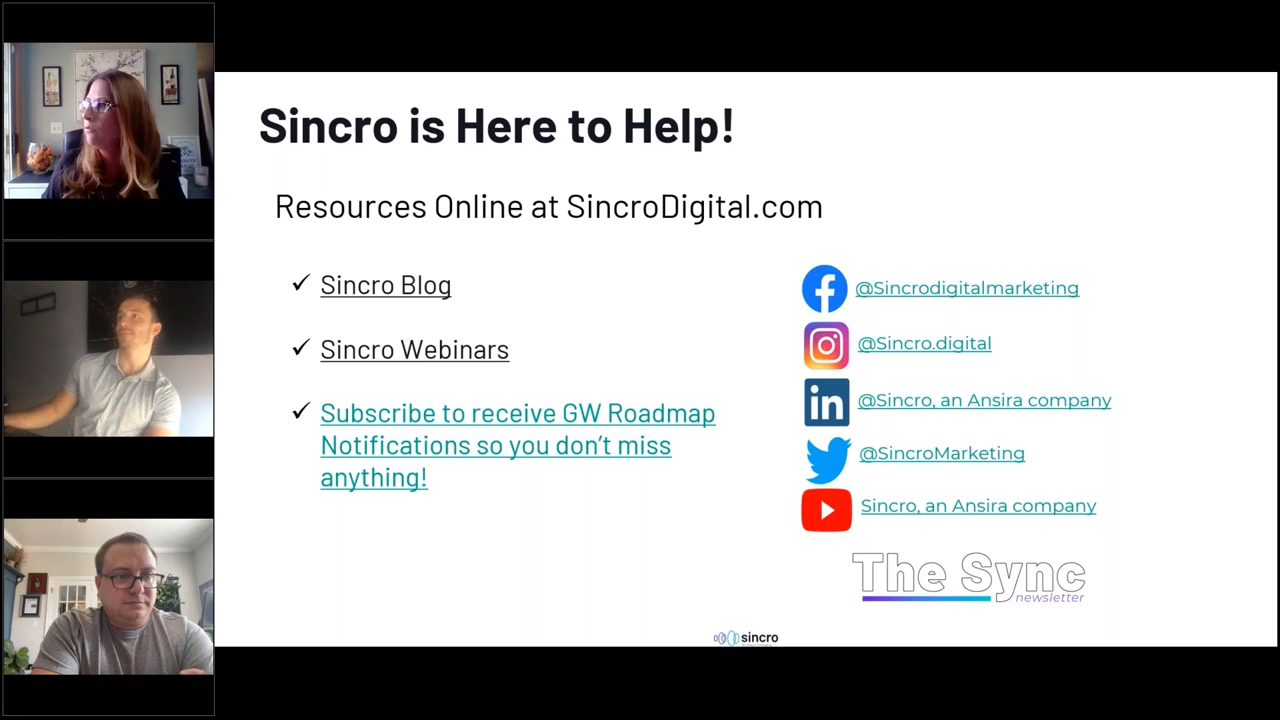 Sincro is Here to Help!
Resources Online at SincroDigital.com
✓ Sincro Blog
✓ Sincro Webinars
✓ Subscribe to receive GW Roadmap
Notifications so you don’t miss
anything!
@Sincrodigitalmarketing
@Sincro.digital
in @Sincro, an Ansira company
@SincroMarketing
Sincro, an Ansira company
The Sync
newsletter
sincro